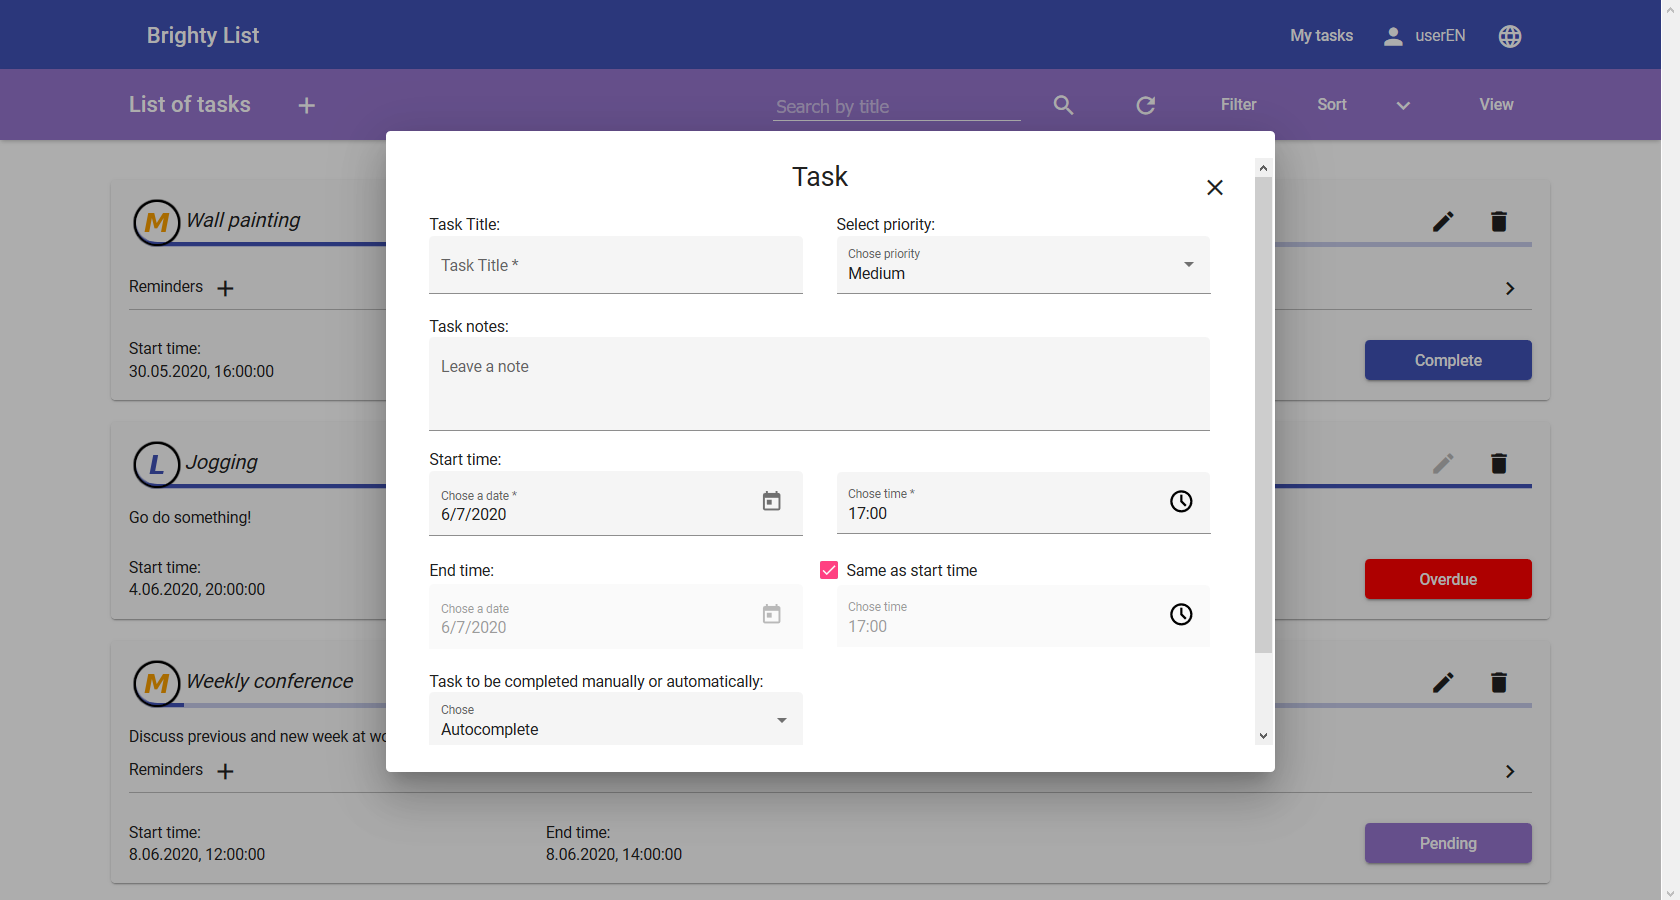 Brighty List
My tasks
userEN
List of tasks
Search by title
Filter
Sort
View
Task
Task Title:
Select priority:
Task Title *
Chose priority
Medium
Task notes:
Leave a note
Start time:
Chose a date *
6/7/2020
Chose time *
17:00
End time:
Same as start time
Chose a date
6/7/2020
Chose time
17:00
Task to be completed manually or automatically:
Chose
Autocomplete
M Wall painting
Reminders
Start time:
30.05.2020, 16:00:00
Complete
L Jogging
Go do something!
Start time:
4.06.2020, 20:00:00
Overdue
M Weekly conference
Discuss previous and new week at
Reminders
Start time:
8.06.2020, 12:00:00
End time:
8.06.2020, 14:00:00
Pending